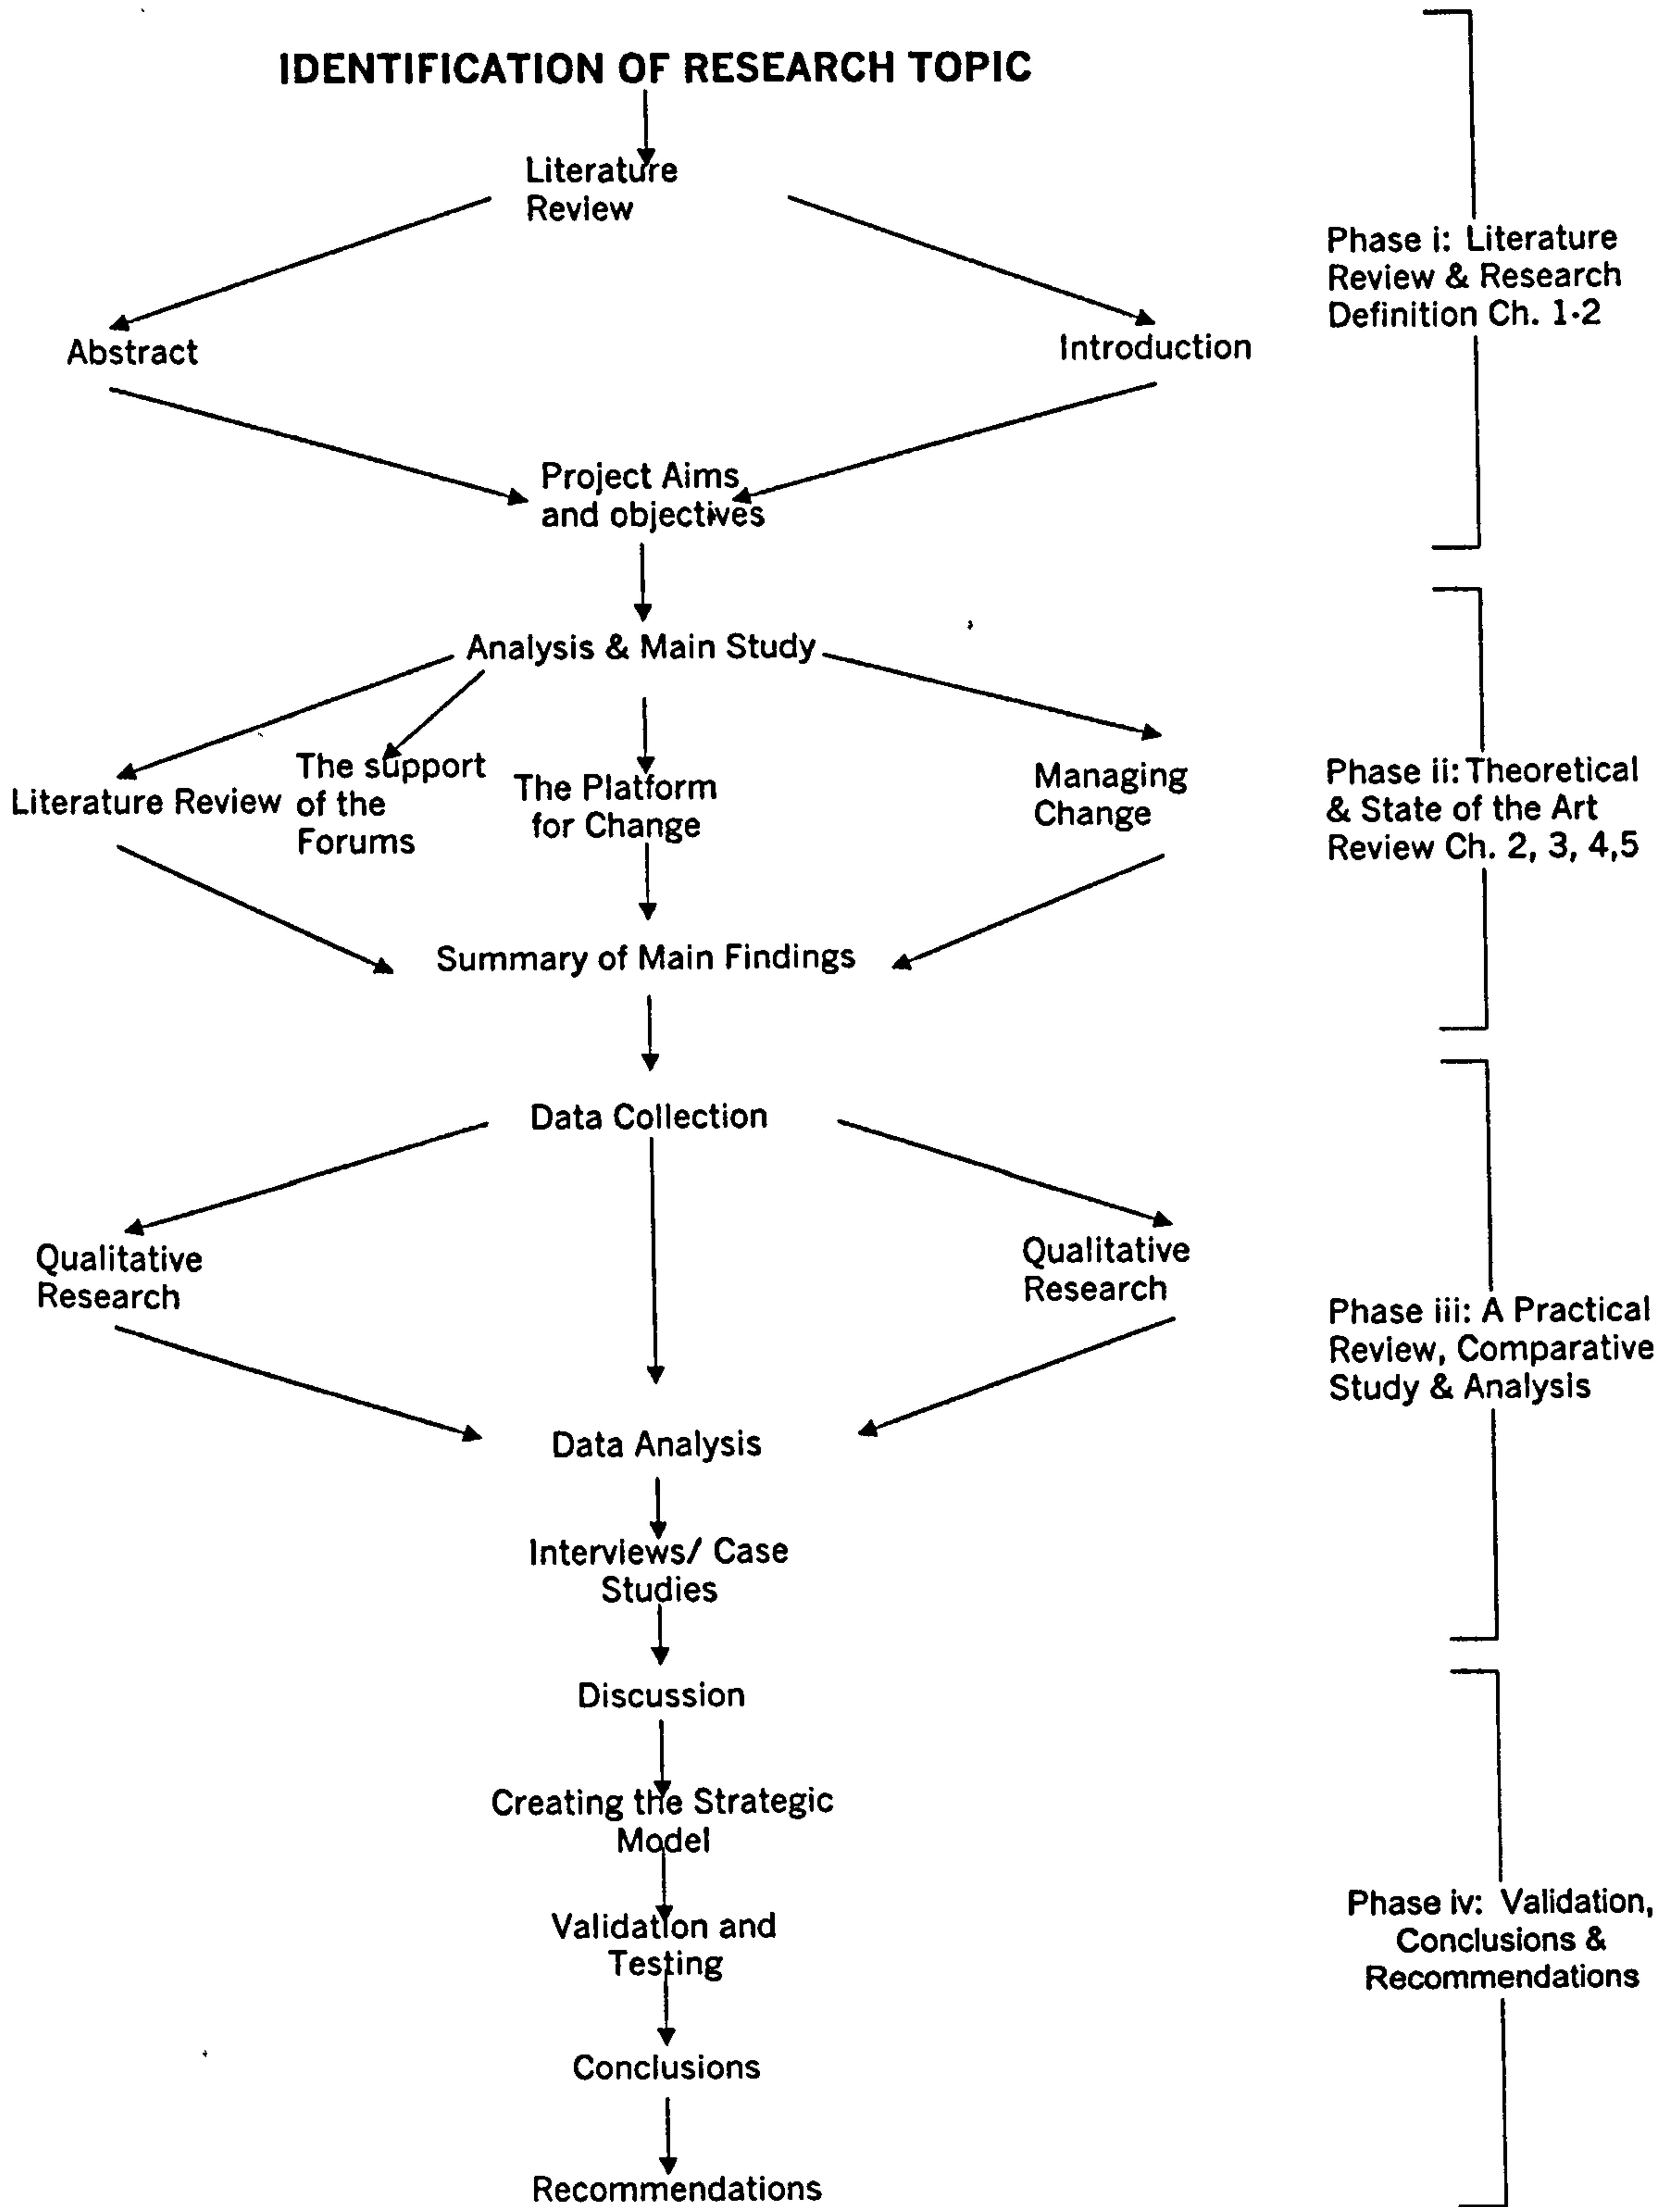 IDENTIFICATION OF RESEARCH TOPIC
Literature
Review
Abstract
Introduction
Project Aims
and objectives
Phase i: Literature
Review & Research
Definition Ch. 1-2
Analysis & Main Study
Literature Review
The support
of the
Forums
The Platform
for Change
Managing
Change
Summary of Main Findings
Phase ii: Theoretical
& State of the Art
Review Ch. 2, 3, 4,5
Data Collection
Qualitative
Research
Qualitative
Research
Data Analysis
Interviews/ Case
Studies
Phase iii: A Practical
Review, Comparative
Study & Analysis
Discussion
Creating the Strategic
Model
Validation and
Testing
Conclusions
Recommendations
Phase iv: Validation,
Conclusions &
Recommendations